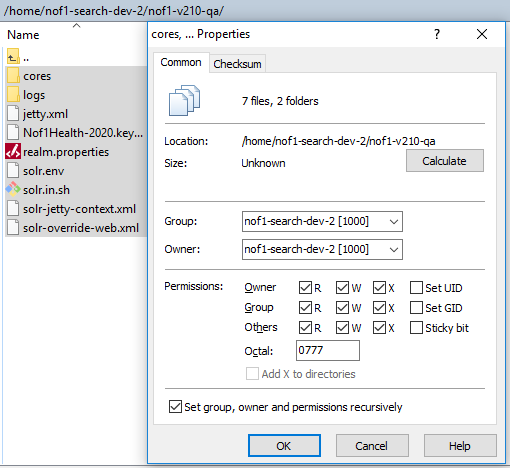 /home/nof1-search-dev-2/nof1-v210-qa/
Name
..
cores
logs
jetty.xml
Nof1Health-2020.key...
realm.properties
solr.env
solr.in.sh
solr-jetty-context.xml
solr-override-web.xml
cores, ... Properties
Common Checksum
7 files, 2 folders
Location: /home/nof1-search-dev-2/nof1-v210-qa
Size: Unknown Calculate
Group: nof1-search-dev-2 [1000]
Owner: nof1-search-dev-2 [1000]
Permissions: Owner R W X Set UID
Group R W X Set GID
Others R W X Sticky bit
Octal: 0777
Add X to directories
Set group, owner and permissions recursively
OK Cancel Help